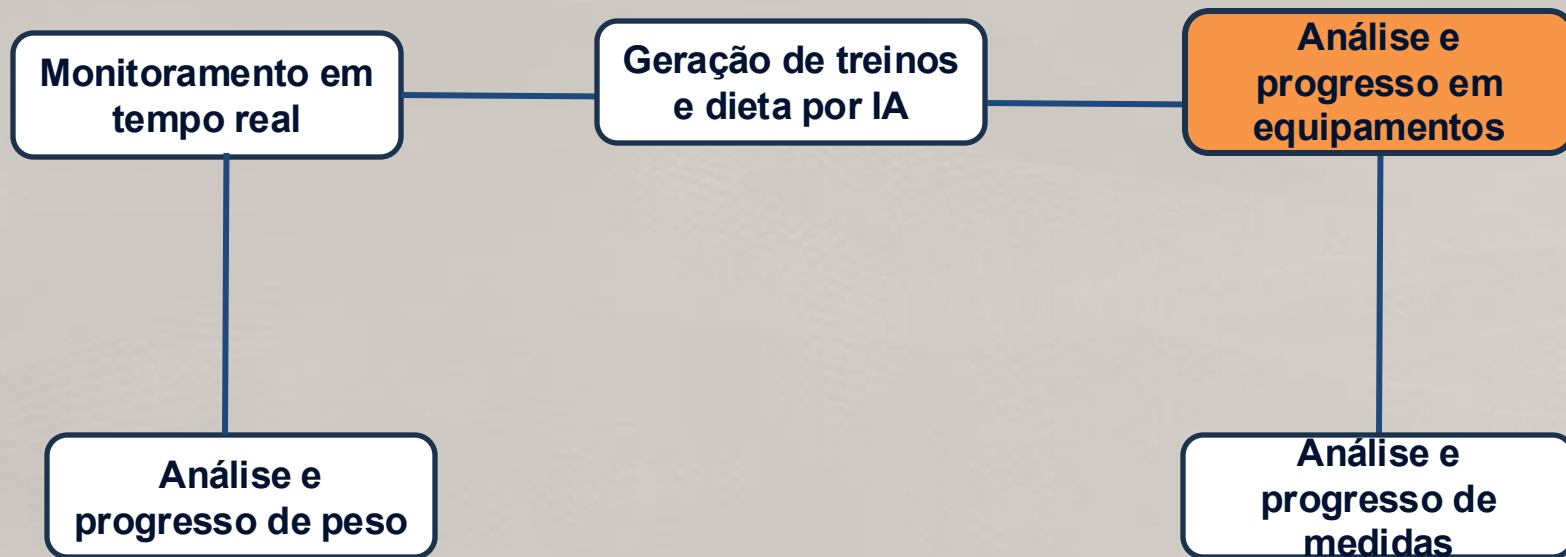 Monitoramento em
tempo real
Geração de treinos
e dieta por IA
Análise e
progresso em
equipamentos
Análise e
progresso de peso
Análise e
progresso de
medidas